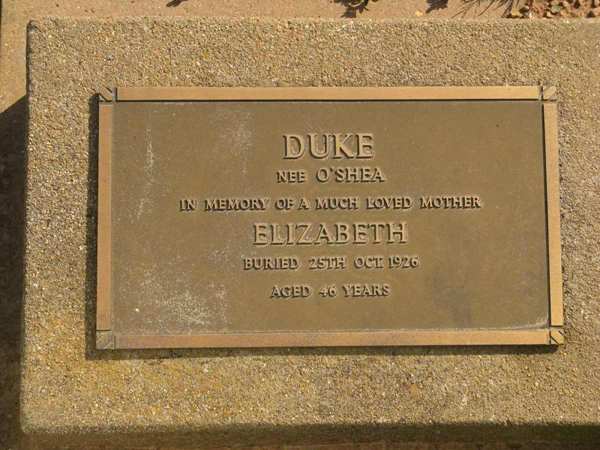 DUKE
NEE O'SHEA
IN MEMORY OF A MUCH LOVED MOTHER
ELIZABETH
BURIED 25TH OCT. 1926
AGED 46 YEARS